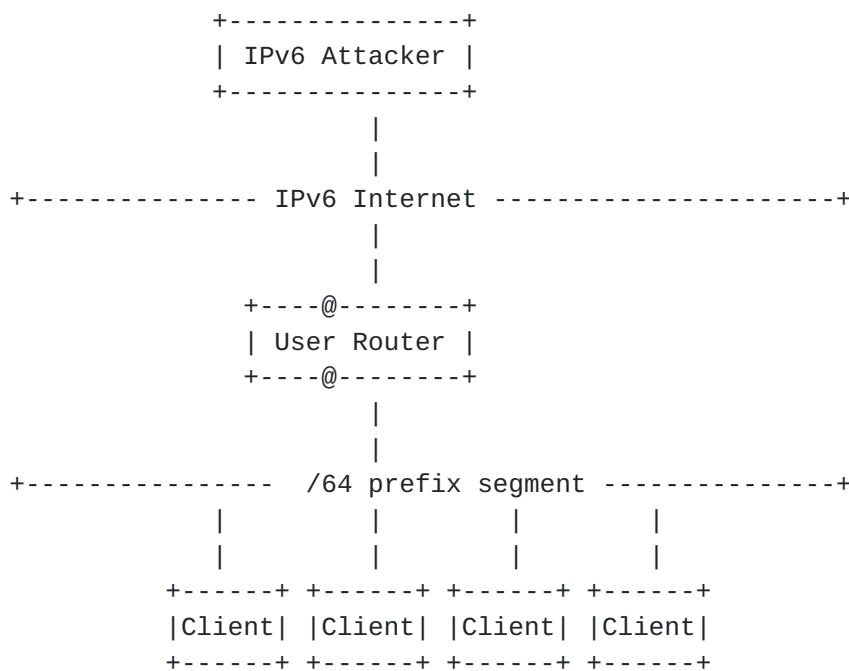 +---------------+
| IPv6 Attacker |
+---------------+
|
|
+--------------- IPv6 Internet ----------------------+
|
|
+----@--------+
| User Router |
+----@--------+
|
|
+---------------- /64 prefix segment ---------------+
| | | |
| | | |
+------+ +------+ +------+ +------+
|Client| |Client| |Client| |Client|
+------+ +------+ +------+ +------+